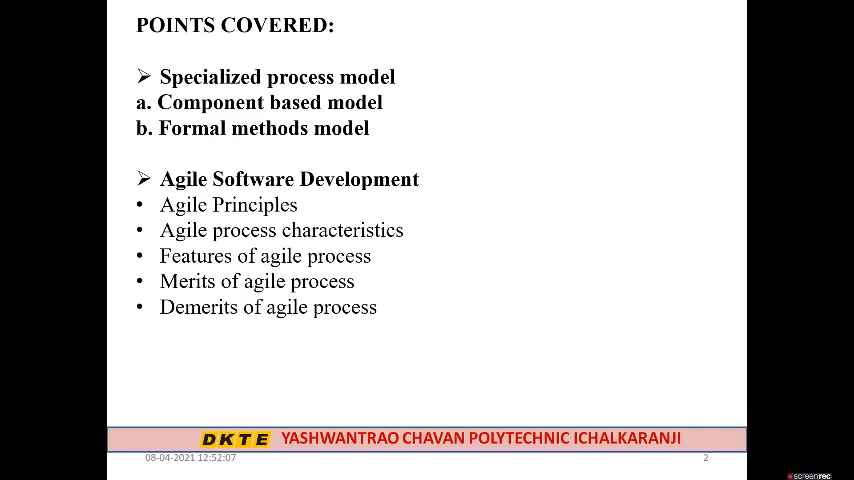 POINTS COVERED:
➢ Specialized process model
a. Component based model
b. Formal methods model
➢ Agile Software Development
• Agile Principles
• Agile process characteristics
• Features of agile process
• Merits of agile process
• Demerits of agile process
DKTE YASHWANTRAO CHAVAN POLYTECHNIC ICHALKARANJI
08-04-2021 12:52:07 2
screenrec